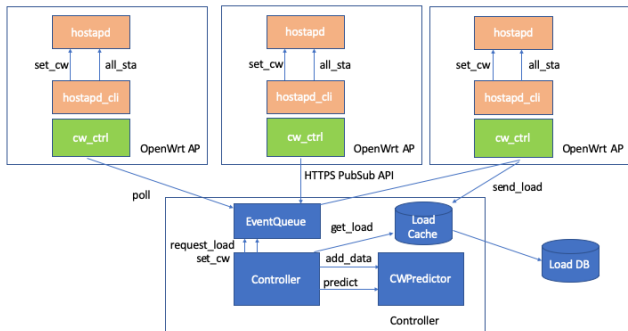 hostapd
hostapd
hostapd
set_cw
all_sta
set_cw
all_sta
set_cw
all_sta
hostapd_cli
hostapd_cli
hostapd_cli
cw_ctrl
cw_ctrl
cw_ctrl
OpenWrt AP
OpenWrt AP
OpenWrt AP
HTTPS PubSub API
poll
send_load
EventQueue
get_load
Load
Cache
request_load
set_cw
add_data
Load DB
Controller
predict
CWPredictor
Controller